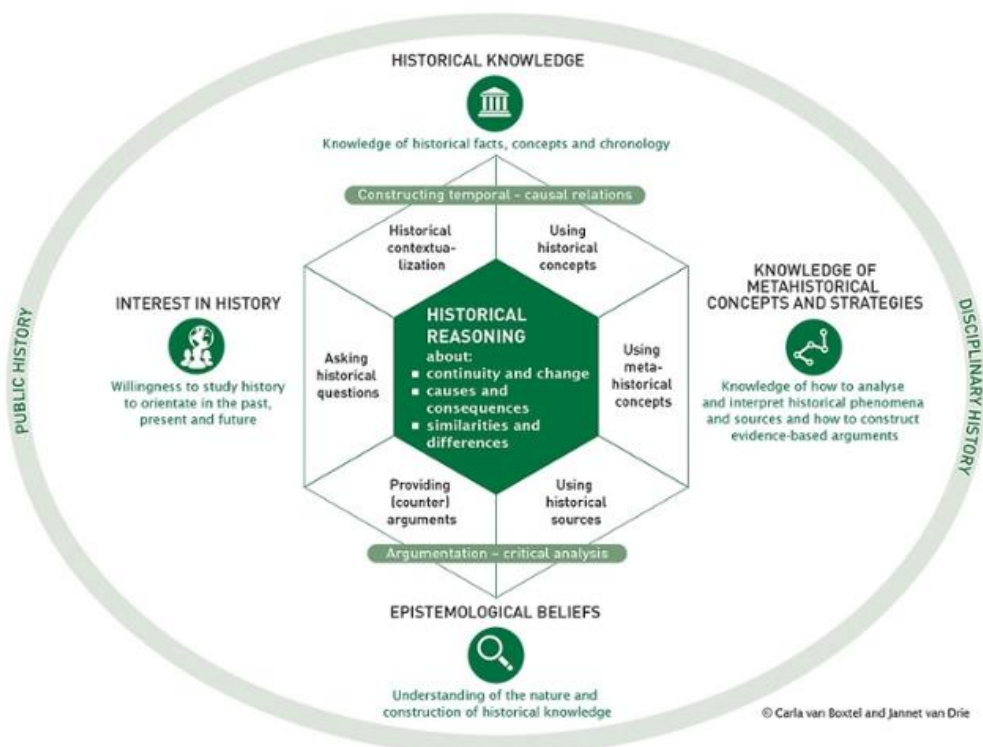 HISTORICAL KNOWLEDGE
Knowledge of historical facts, concepts and chronology
Constructing temporal – causal relations
Historical
contextua-
lization
Using
historical
concepts
INTEREST IN HISTORY
Willingness to study history
to orientate in the past,
present and future
PUBLIC HISTORY
Asking
historical
questions
HISTORICAL
REASONING
about:
▪ continuity and change
▪ causes and
consequences
▪ similarities and
differences
Using
meta-
historical
concepts
KNOWLEDGE OF
METAHISTORICAL
CONCEPTS AND STRATEGIES
Knowledge of how to analyse
and interpret historical phenomena
and sources and how to construct
evidence-based arguments
DISCIPLINARY HISTORY
Providing
(counter)
arguments
Using
historical
sources
Argumentation – critical analysis
EPISTEMOLOGICAL BELIEFS
Understanding of the nature and
construction of historical knowledge
© Carla van Boxtel and Jannet van Drie